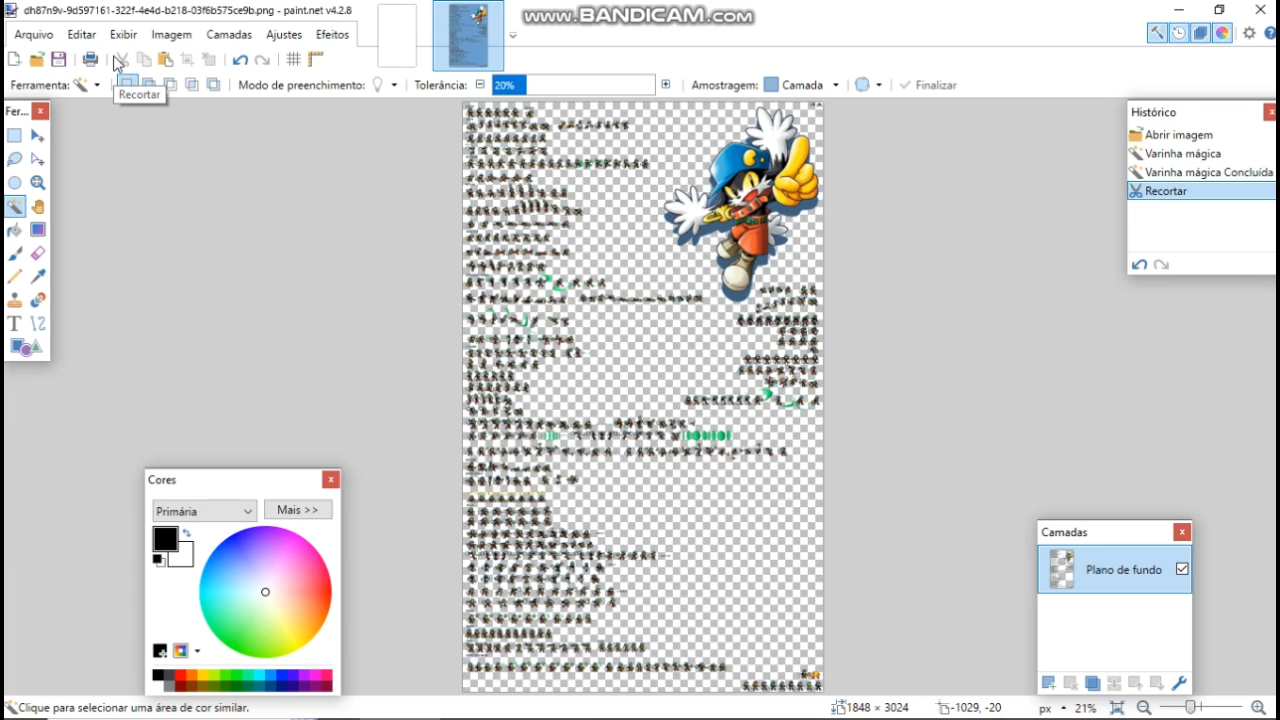 dh87n9v-9d597161-322f-4e4d-b218-03f6b575ce9b.png - paint.net v4.2.8
www.BANDICAM.com
Arquivo Editar Exibir Imagem Camadas Ajustes Efeitos
Ferramenta: Modo de preenchimento: Tolerância: 20% Amostragem: Camada Finalizar
Recortar
Fer...
Histórico
Abrir imagem
Varinha mágica
Varinha mágica Concluída
Recortar
Cores
Primária
Mais >>
Camadas
Plano de fundo
Clique para selecionar uma área de cor similar.
1848 × 3024
-1029, -20
px
21%